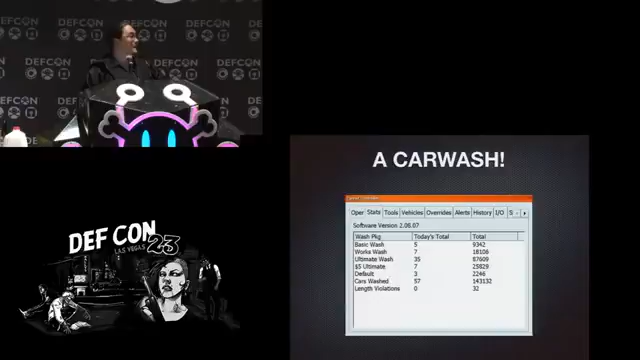 DEFCON
DEFCON
DEFCON
DEFCON
DEFCON
DEF CON
LAS VEGAS 23
A CARWASH!
Oper Stats Tools Vehicles Overrides Alerts History I/O S
Software Version 2.08.07
Wash Pkg Today's Total Total
Basic Wash 5 9342
Works Wash 7 18106
Ultimate Wash 35 87609
$5 Ultimate 7 25829
Default 3 2246
Cars Washed 57 143132
Length Violations 0 32